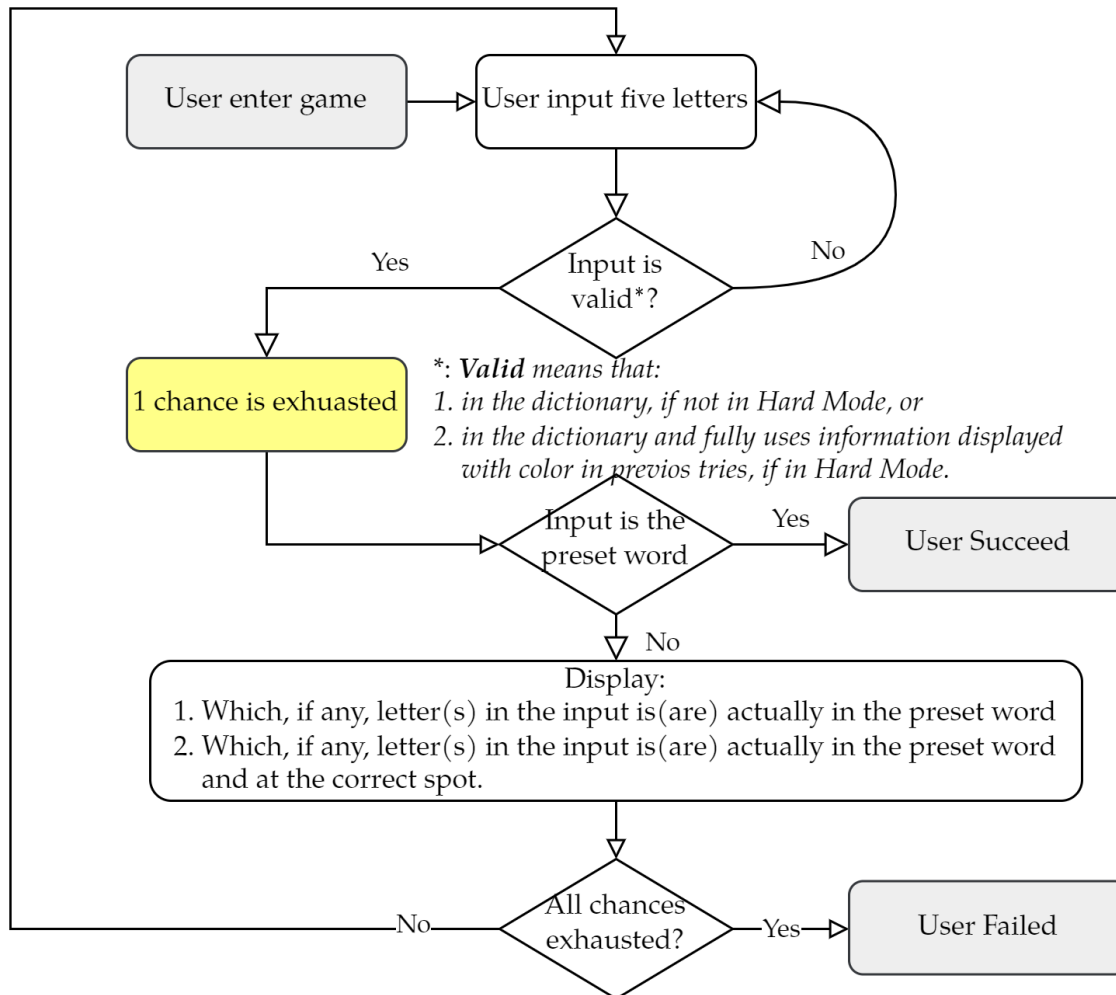 User enter game
User input five letters
Yes
Input is
valid*?
No
1 chance is exhuasted
*: Valid means that:
1. in the dictionary, if not in Hard Mode, or
2. in the dictionary and fully uses information displayed
with color in previos tries, if in Hard Mode.
Input is the
preset word
Yes
User Succeed
No
Display:
1. Which, if any, letter(s) in the input is(are) actually in the preset word
2. Which, if any, letter(s) in the input is(are) actually in the preset word
and at the correct spot.
No
All chances
exhausted?
Yes
User Failed